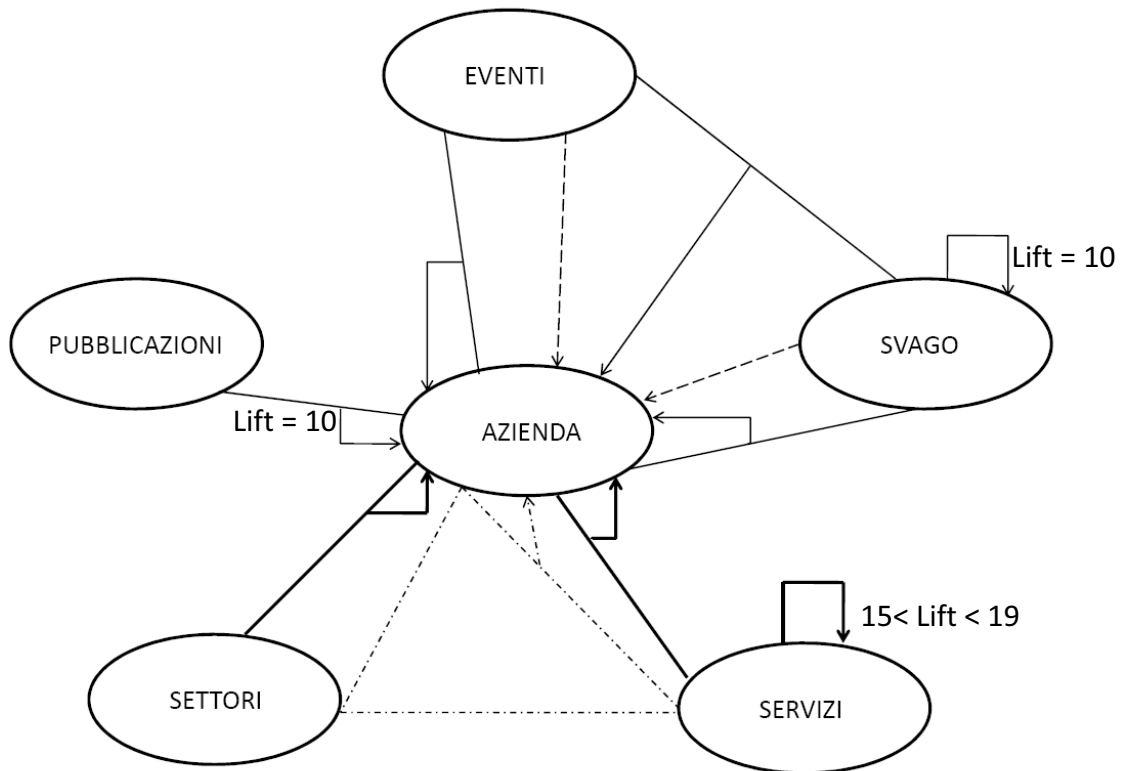 EVENTI
Lift = 10
PUBBLICAZIONI
SVAGO
Lift = 10
AZIENDA
15< Lift < 19
SETTORI
SERVIZI